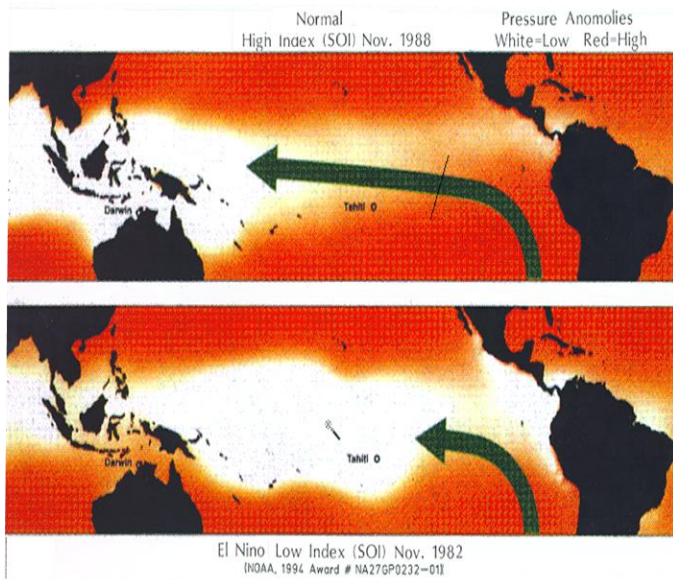 Normal
High Index (SOI) Nov. 1988
Pressure Anomolies
White=Low Red=High
Darwin
Tahiti
Darwin
Tahiti
El Nino Low Index (SOI) Nov. 1982
(NOAA, 1994 Award # NA27GP0232-01)